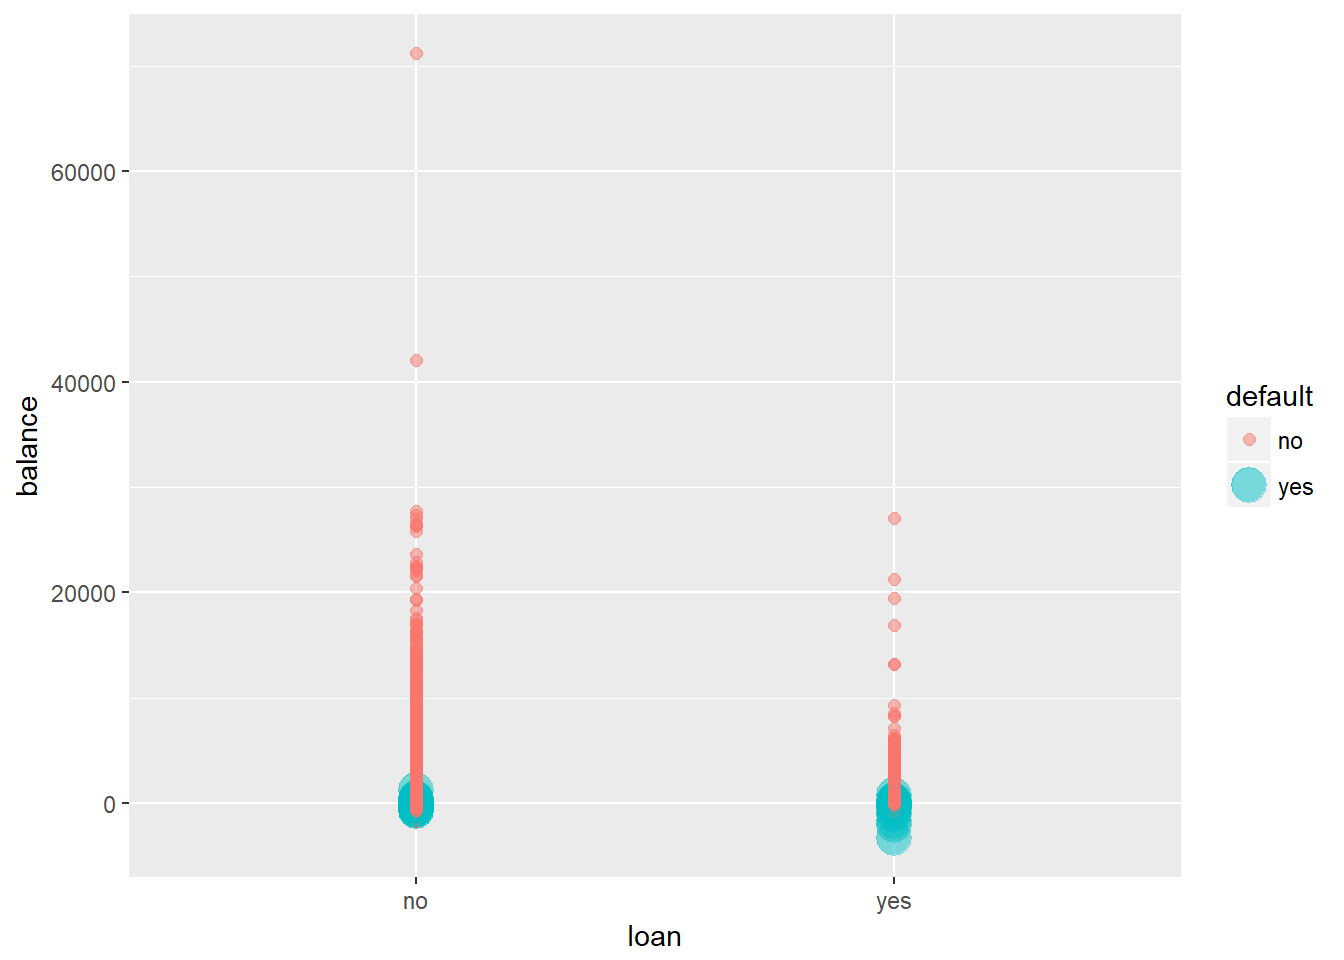 60000
40000
20000
0
balance
no
yes
loan
default
no
yes